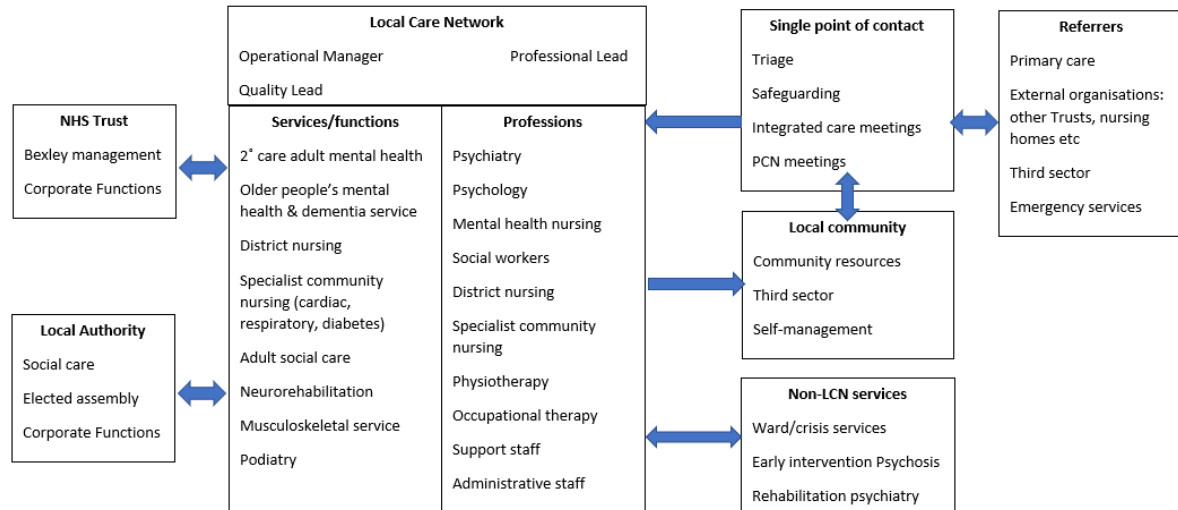 Local Care Network
Operational Manager
Professional Lead
Quality Lead
NHS Trust
Bexley management
Corporate Functions
Local Authority
Social care
Elected assembly
Corporate Functions
Services/functions
2˚ care adult mental health
Older people’s mental
health & dementia service
District nursing
Specialist community
nursing (cardiac,
respiratory, diabetes)
Adult social care
Neurorehabilitation
Musculoskeletal service
Podiatry
Professions
Psychiatry
Psychology
Mental health nursing
Social workers
District nursing
Specialist community
nursing
Physiotherapy
Occupational therapy
Support staff
Administrative staff
Single point of contact
Triage
Safeguarding
Integrated care meetings
PCN meetings
Local community
Community resources
Third sector
Self-management
Non-LCN services
Ward/crisis services
Early intervention Psychosis
Rehabilitation psychiatry
Referrers
Primary care
External organisations:
other Trusts, nursing
homes etc
Third sector
Emergency services